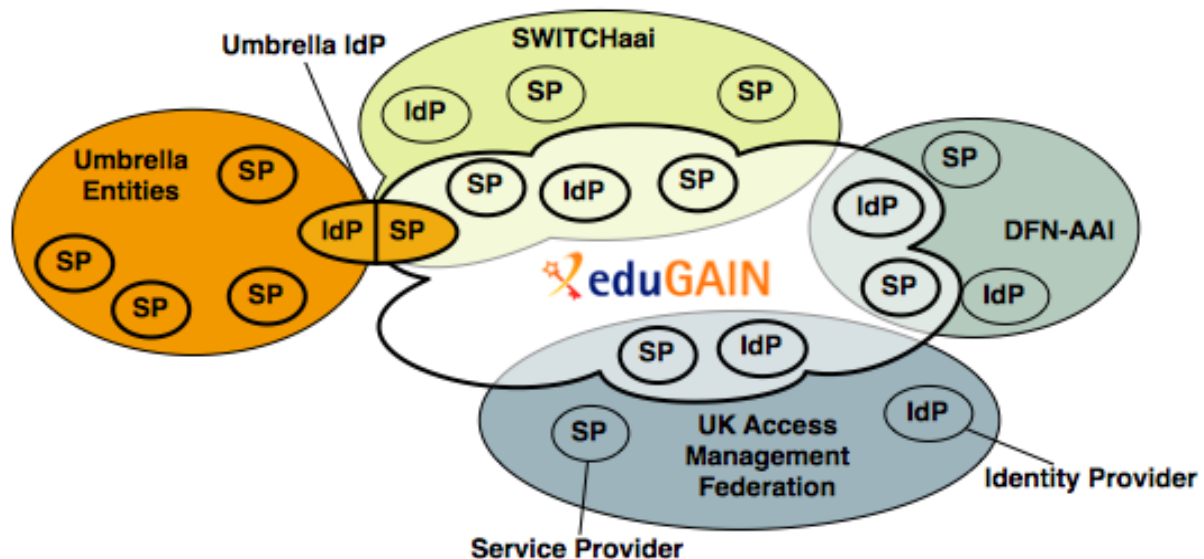 SWITCHaai
Umbrella IdP
IdP
SP
SP
Umbrella
Entities
SP
SP
IdP
SP
SP
IdP
SP
IdP
SP
DFN-AAI
SP
SP
SP
eduGAIN
SP
IdP
SP
IdP
SP
UK Access
Management
Federation
IdP
Identity Provider
Service Provider